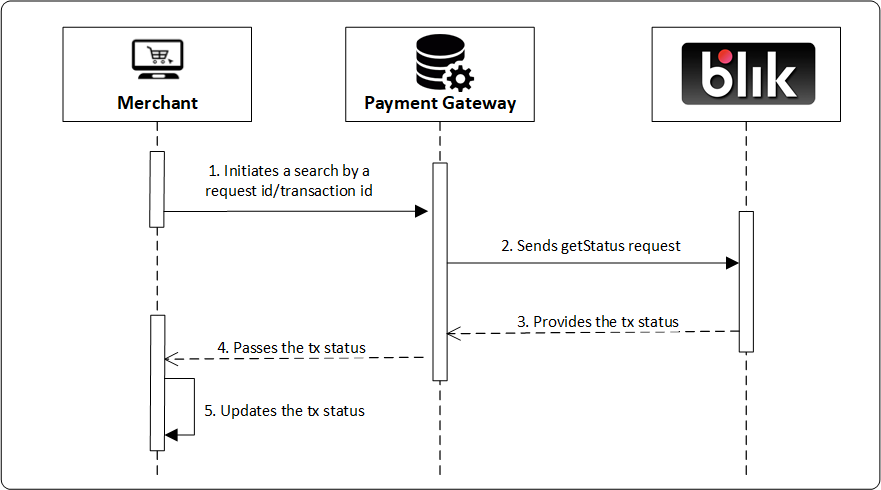 Merchant
Payment Gateway
blik
1. Initiates a search by a
request id/transaction id
2. Sends getStatus request
3. Provides the tx status
4. Passes the tx status
5. Updates the tx status